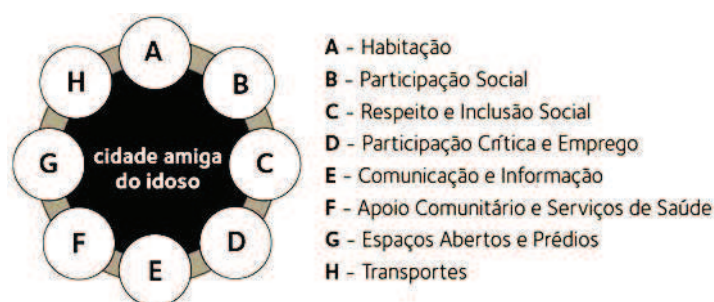 A
B
C
D
E
F
G
H
cidade amiga
do idoso
A - Habitação
B - Participação Social
C - Respeito e Inclusão Social
D - Participação Crítica e Emprego
E - Comunicação e Informação
F - Apoio Comunitário e Serviços de Saúde
G - Espaços Abertos e Prédios
H - Transportes